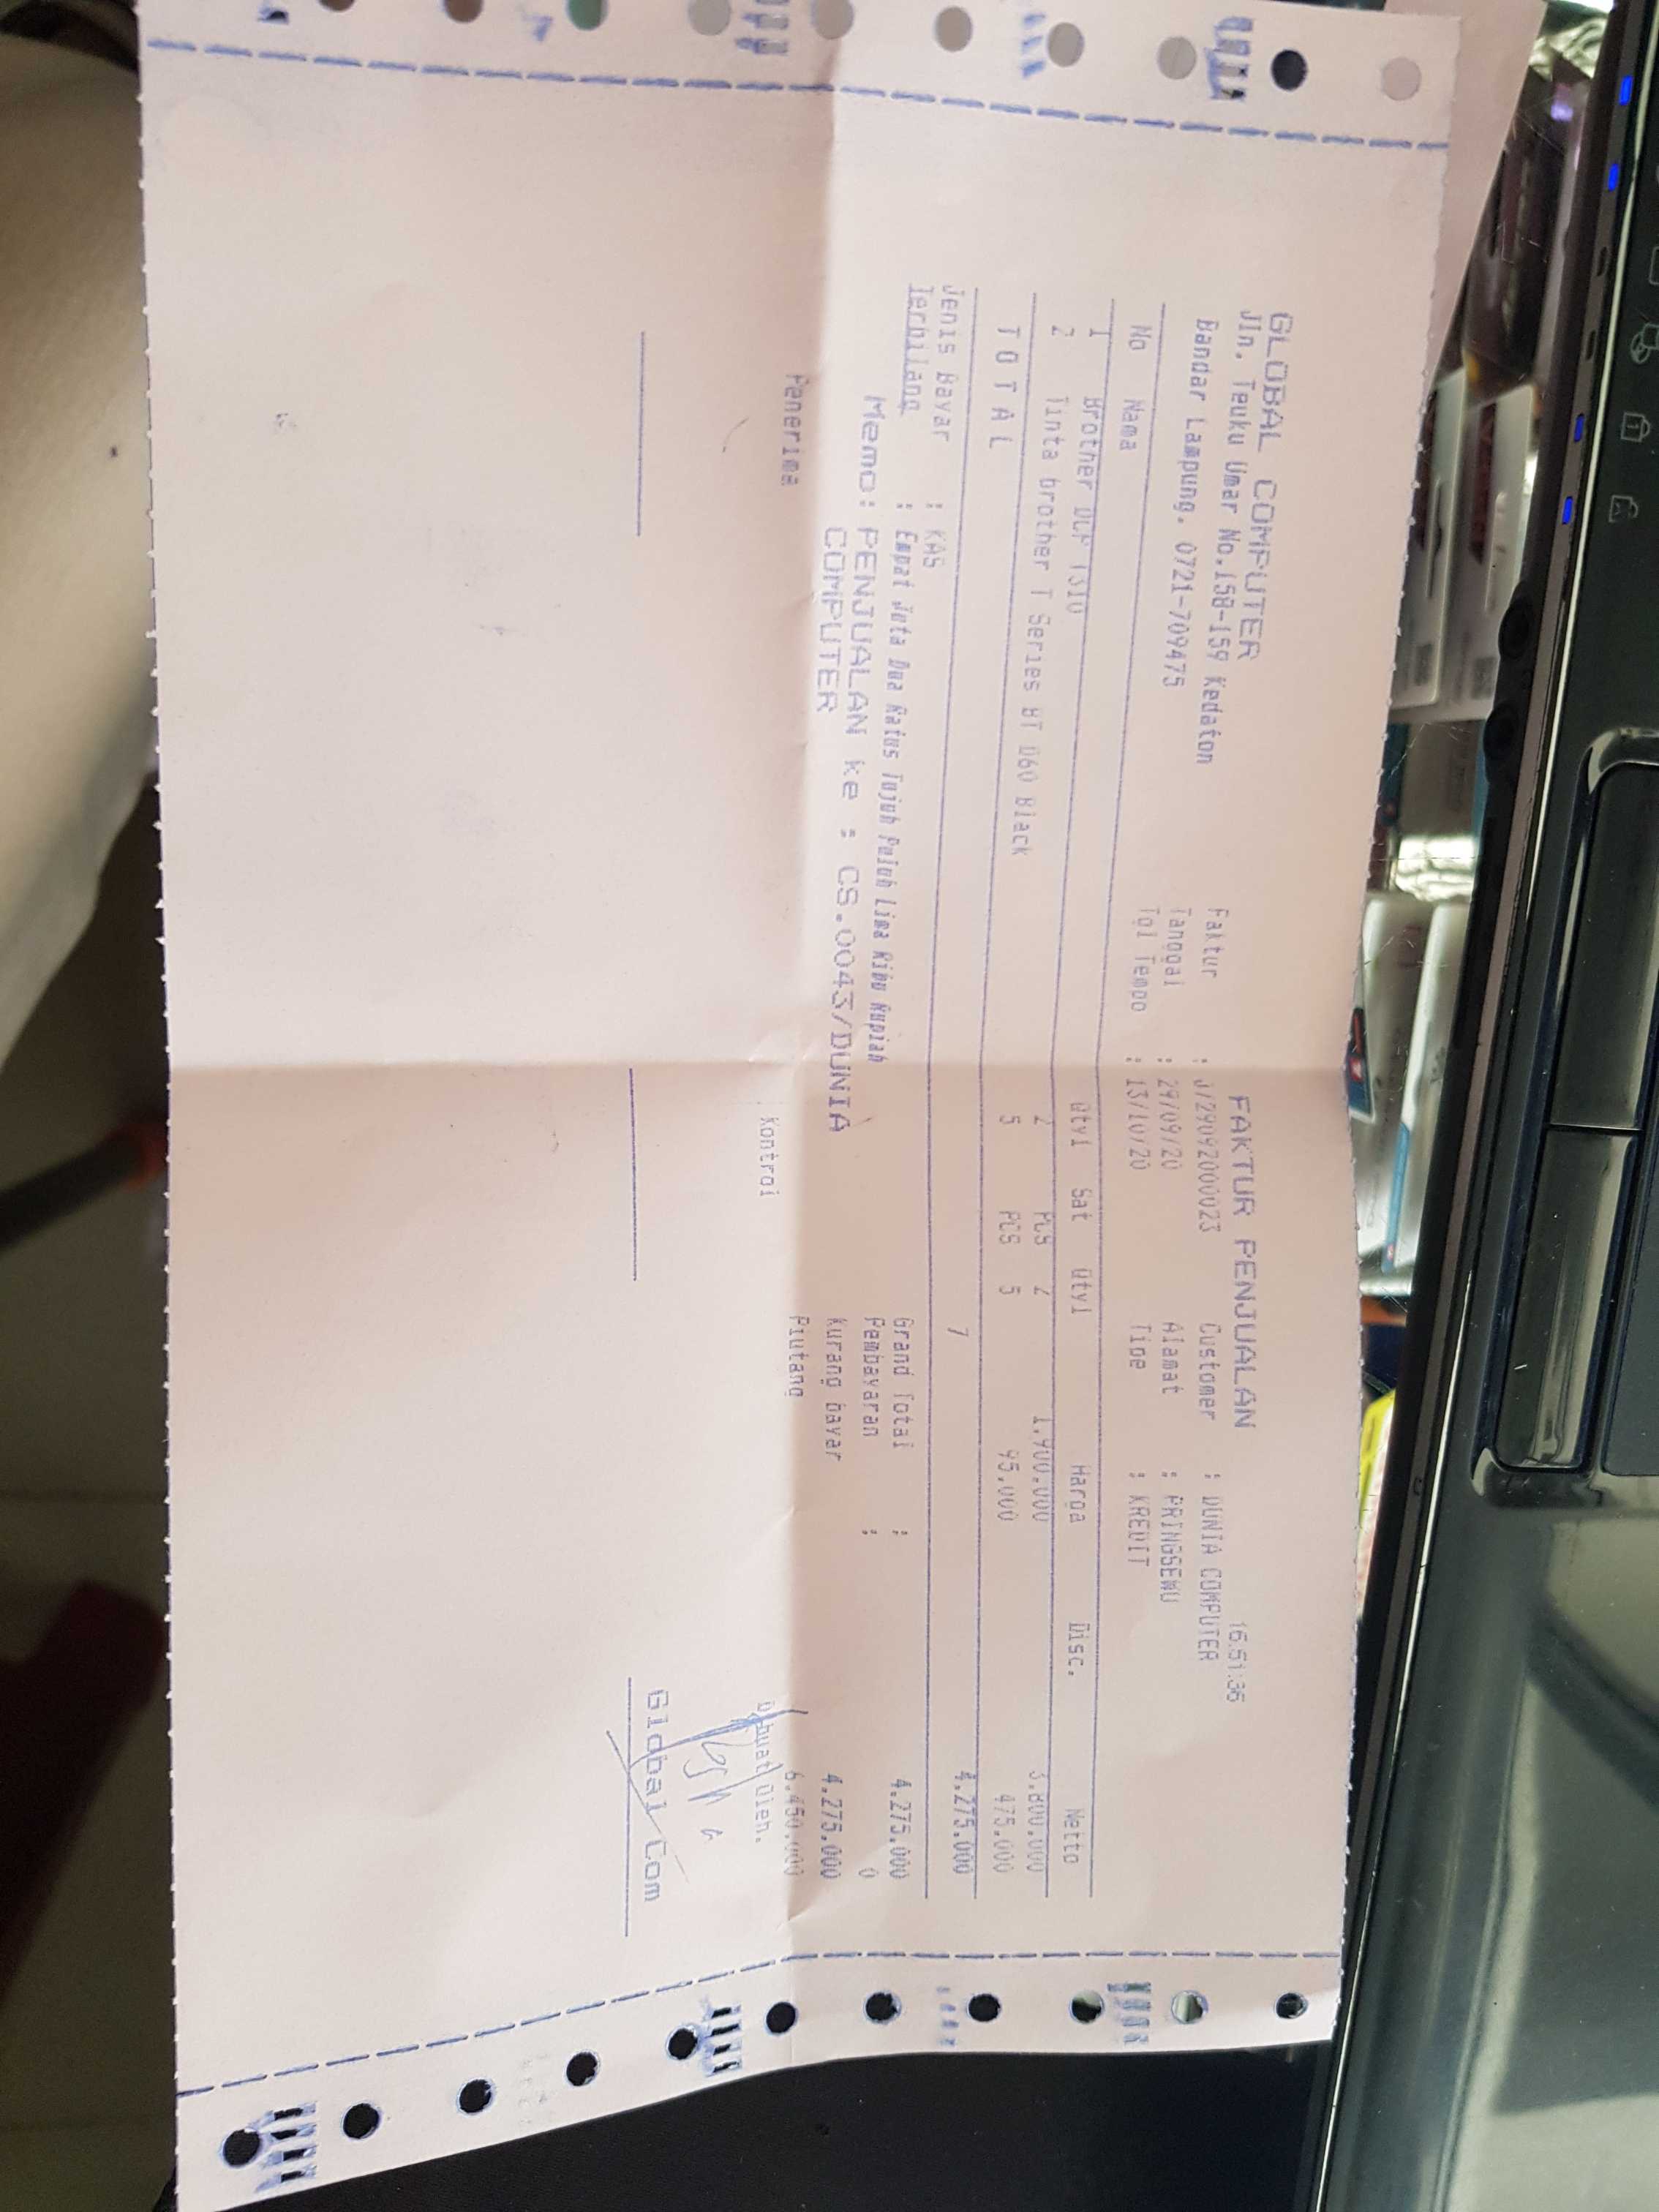 GLOBAL COMPUTER
Jln. Teuku Umar No.158-159 Kedaton
Bandar Lampung. 0721-709475
FAKTUR PENJUALAN 16:51:36
Faktur : J/290920000023 Customer : DUNIA COMPUTER
Tanggal : 29/09/20 Alamat : PRINGSEWU
Tgl Tempo : 13/10/20 Tipe : KREDIT
No Nama Qty1 Sat Qty1 Harga Disc. Netto
1 Brother DCP T310 2 PCS 2 1.900.000 3.800.000
2 Tinta brother T Series BT D60 Black 5 PCS 5 95.000 475.000
T O T A L 7 4.275.000
Jenis Bayar : KAS
Terbilang : Empat Juta Dua Ratus Tujuh Puluh Lima Ribu Rupiah
Memo: PENJUALAN ke : CS.0043/DUNIA
COMPUTER
Grand Total : 4.275.000
Pembayaran : 0
Kurang bayar 4.275.000
Piutang 6.450.000
Penerima Kontrol Dibuat Oleh,
Global Com